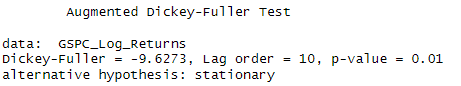 Augmented Dickey-Fuller Test
data: GSPC_Log_Returns
Dickey-Fuller = -9.6273, Lag order = 10, p-value = 0.01
alternative hypothesis: stationary